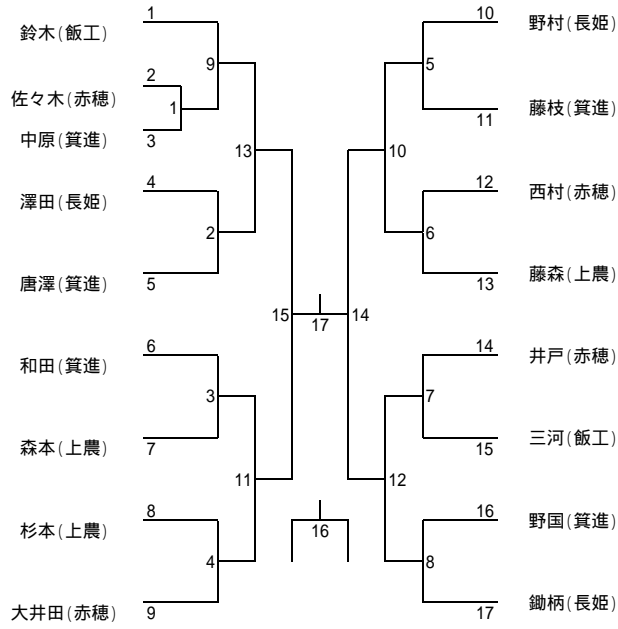 1
鈴木(飯工)
9
2
佐々木(赤穂)
1
中原(箕進)
3
13
4
澤田(長姫)
2
唐澤(箕進)
5
15
6
和田(箕進)
3
森本(上農)
7
11
8
杉本(上農)
4
大井田(赤穂)
9
17
16
10
野村(長姫)
5
藤枝(箕進)
11
10
12
西村(赤穂)
6
藤森(上農)
13
14
14
井戸(赤穂)
7
三河(飯工)
15
12
16
野国(箕進)
8
鋤柄(長姫)
17